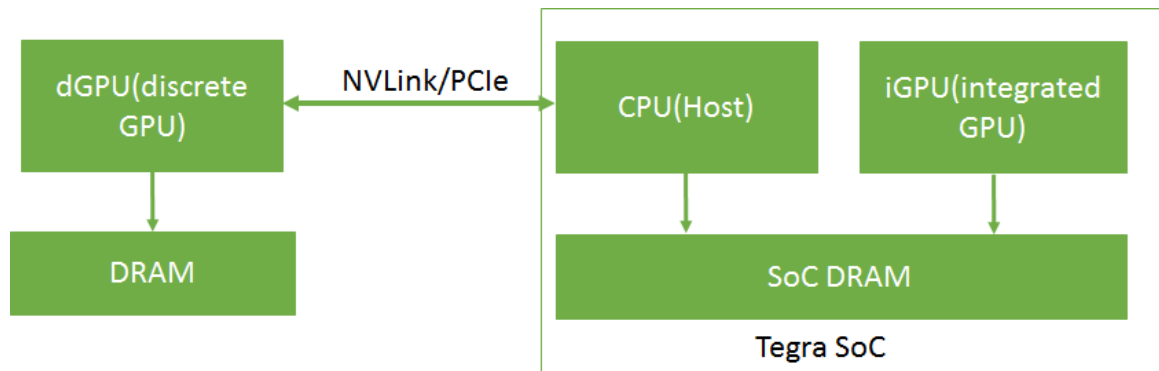 dGPU(discrete
GPU)
NVLink/PCIe
CPU(Host)
iGPU(integrated
GPU)
DRAM
SoC DRAM
Tegra SoC